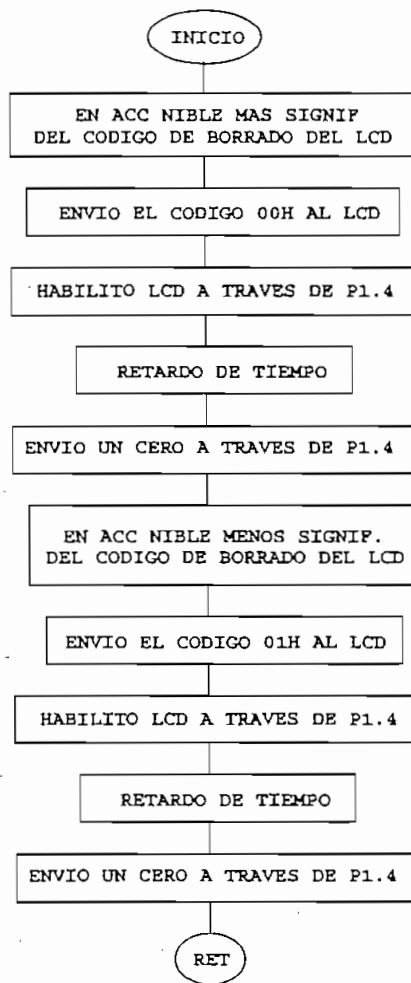 INICIO
EN ACC NIBLE MAS SIGNIF
DEL CODIGO DE BORRADO DEL LCD
ENVIO EL CODIGO 00H AL LCD
HABILITO LCD A TRAVES DE P1.4
RETARDO DE TIEMPO
ENVIO UN CERO A TRAVES DE P1.4
EN ACC NIBLE MENOS SIGNIF.
DEL CODIGO DE BORRADO DEL LCD
ENVIO EL CODIGO 01H AL LCD
HABILITO LCD A TRAVES DE P1.4
RETARDO DE TIEMPO
ENVIO UN CERO A TRAVES DE P1.4
RET